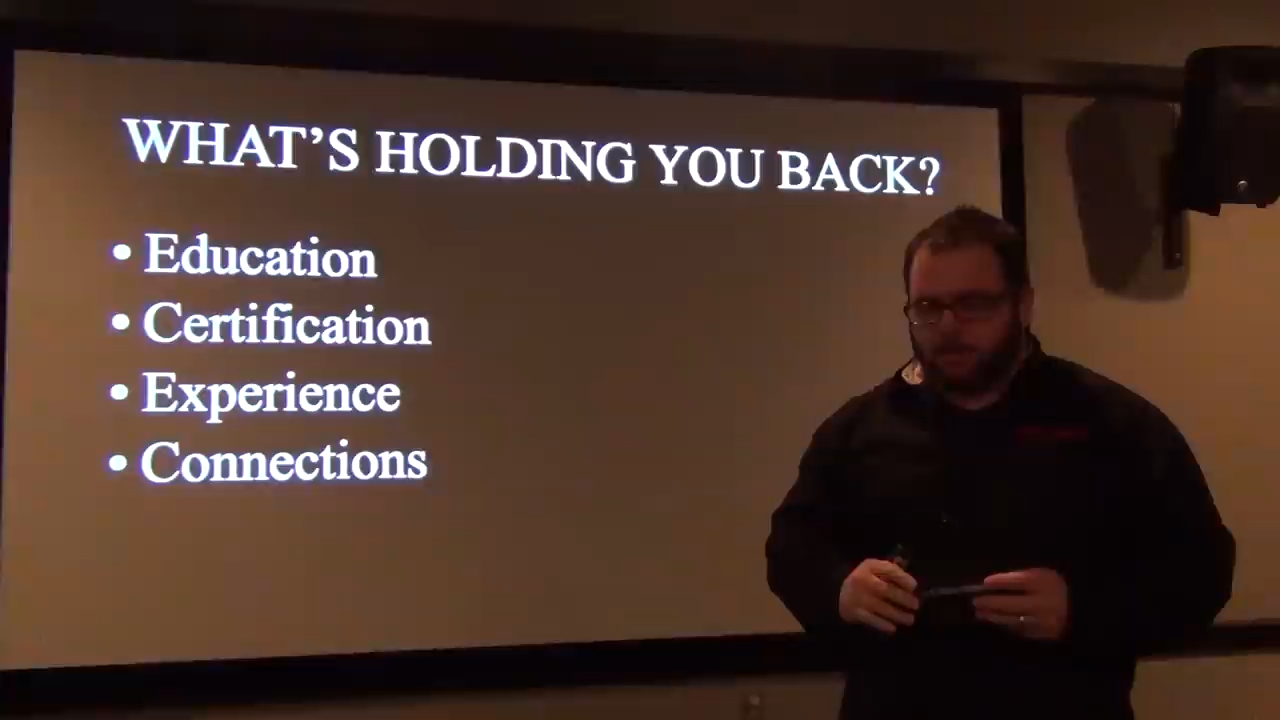 WHAT'S HOLDING YOU BACK?
• Education
• Certification
• Experience
• Connections